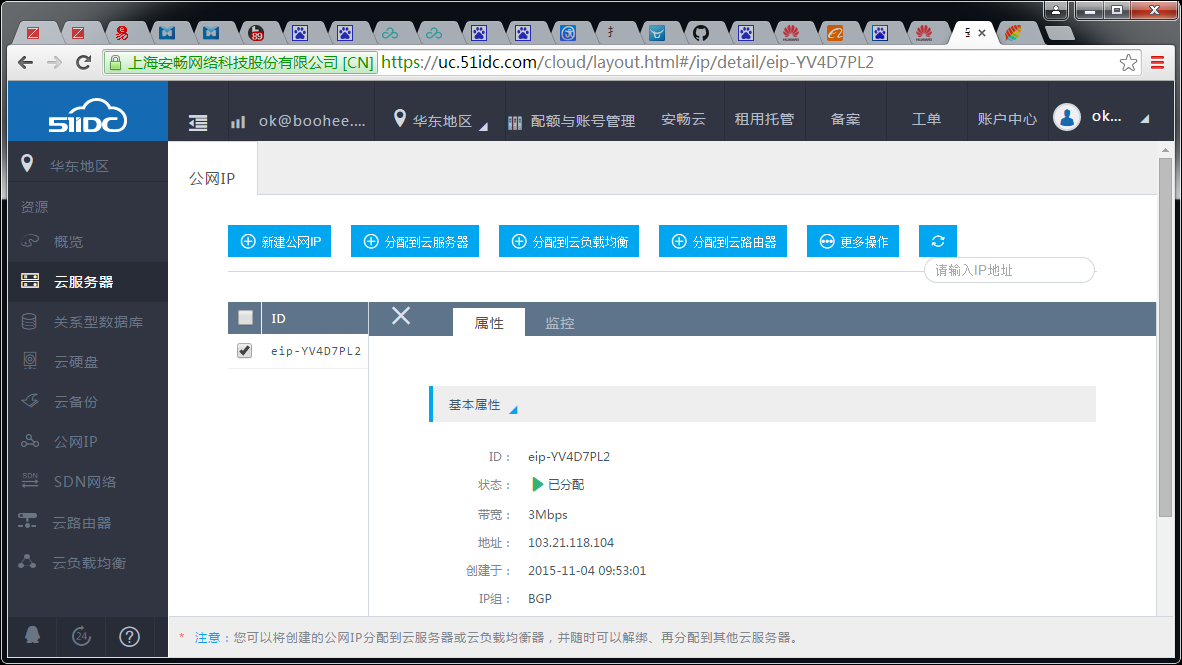 上海安畅网络科技股份有限公司 [CN] https://uc.51idc.com/cloud/layout.html#/ip/detail/eip-YV4D7PL2
51IDC
ok@boohee.... 华东地区 配额与账号管理 安畅云 租用托管 备案 工单 账户中心 ok...
华东地区
资源
概览
云服务器
关系型数据库
云硬盘
云备份
公网IP
SDN网络
云路由器
云负载均衡
24
公网IP
新建公网IP 分配到云服务器 分配到云负载均衡 分配到云路由器 更多操作
请输入IP地址
ID
eip-YV4D7PL2
属性 监控
基本属性
ID： eip-YV4D7PL2
状态： 已分配
带宽： 3Mbps
地址： 103.21.118.104
创建于： 2015-11-04 09:53:01
IP组： BGP
* 注意：您可以将创建的公网IP分配到云服务器或云负载均衡器，并随时可以解绑、再分配到其他云服务器。